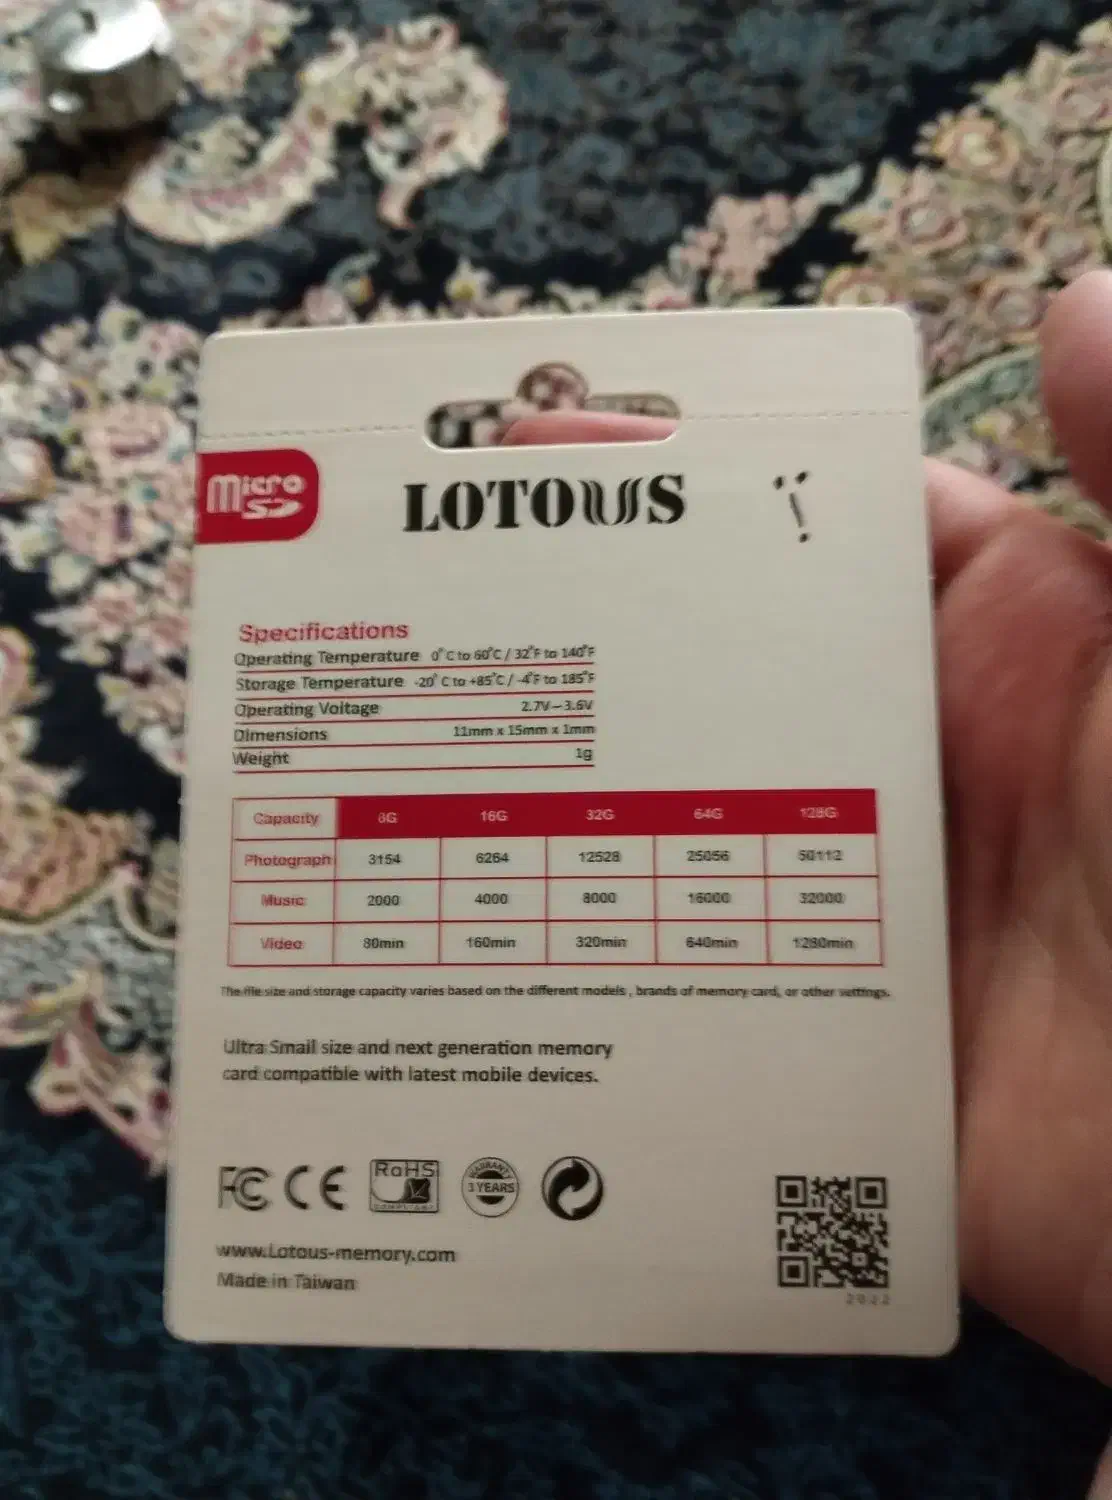 Micro
SD
LOTOUS
Specifications
Operating Temperature 0°C to 60°C / 32°F to 140°F
Storage Temperature -20°C to +85°C / -4°F to 185°F
Operating Voltage 2.7V~3.6V
Dimensions 11mm x 15mm x 1mm
Weight 1g
Capacity 8G 16G 32G 64G 128G
Photograph 3154 6264 12528 25056 50112
Music 2000 4000 8000 16000 32000
Video 80min 160min 320min 640min 1280min
The file size and storage capacity varies based on the different models , brands of memory card, or other settings.
Ultra Small size and next generation memory
card compatible with latest mobile devices.
FC CE RoHS
COMPLIANT
WARRANTY
3 YEARS
www.Lotous-memory.com
Made in Taiwan
2022